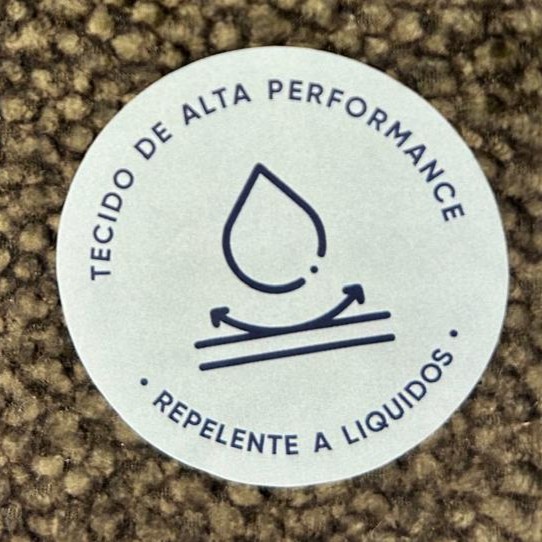 TECIDO DE ALTA PERFORMANCE
• REPELENTE A LIQUIDOS •